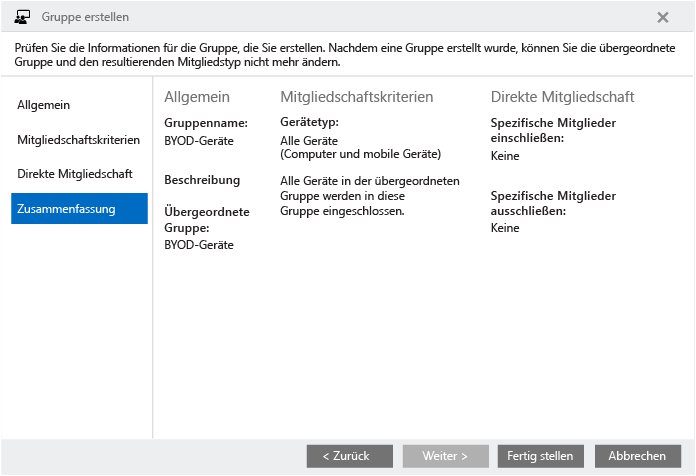 Gruppe erstellen
Prüfen Sie die Informationen für die Gruppe, die Sie erstellen. Nachdem eine Gruppe erstellt wurde, können Sie die übergeordnete
Gruppe und den resultierenden Mitgliedstyp nicht mehr ändern.
Allgemein
Mitgliedschaftskriterien
Direkte Mitgliedschaft
Zusammenfassung
Allgemein
Gruppenname:
BYOD-Geräte
Beschreibung
Übergeordnete
Gruppe:
BYOD-Geräte
Mitgliedschaftskriterien
Gerätetyp:
Alle Geräte
(Computer und mobile Geräte)
Alle Geräte in der übergeordneten
Gruppe werden in diese
Gruppe eingeschlossen.
Direkte Mitgliedschaft
Spezifische Mitglieder
einschließen:
Keine
Spezifische Mitglieder
ausschließen:
Keine
< Zurück
Weiter >
Fertig stellen
Abbrechen